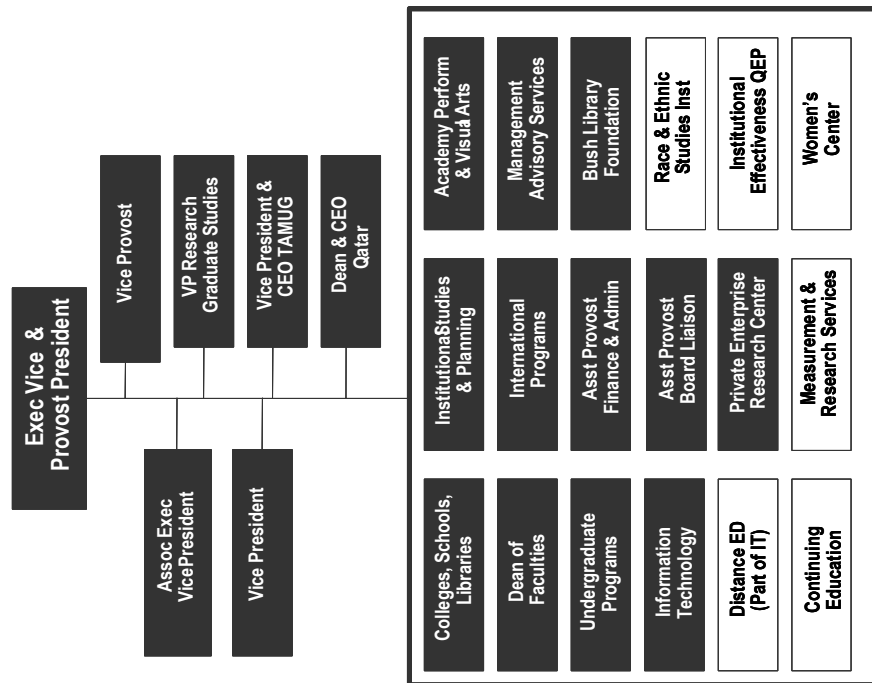 Exec Vice &
Provost President
Assoc Exec
VicePresident
Vice President
Vice Provost
VP Research
Graduate Studies
Vice President &
CEO TAMUG
Dean & CEO
Qatar
Colleges, Schools,
Libraries
Dean of
Faculties
Undergraduate
Programs
Information
Technology
Distance ED
(Part of IT)
Continuing
Education
InstitutionalStudies
& Planning
International
Programs
Asst Provost
Finance & Admin
Asst Provost
Board Liaison
Private Enterprise
Research Center
Measurement &
Research Services
Academy Perform
& Visual Arts
Management
Advisory Services
Bush Library
Foundation
Race & Ethnic
Studies Inst
Institutional
Effectiveness QEP
Women's
Center